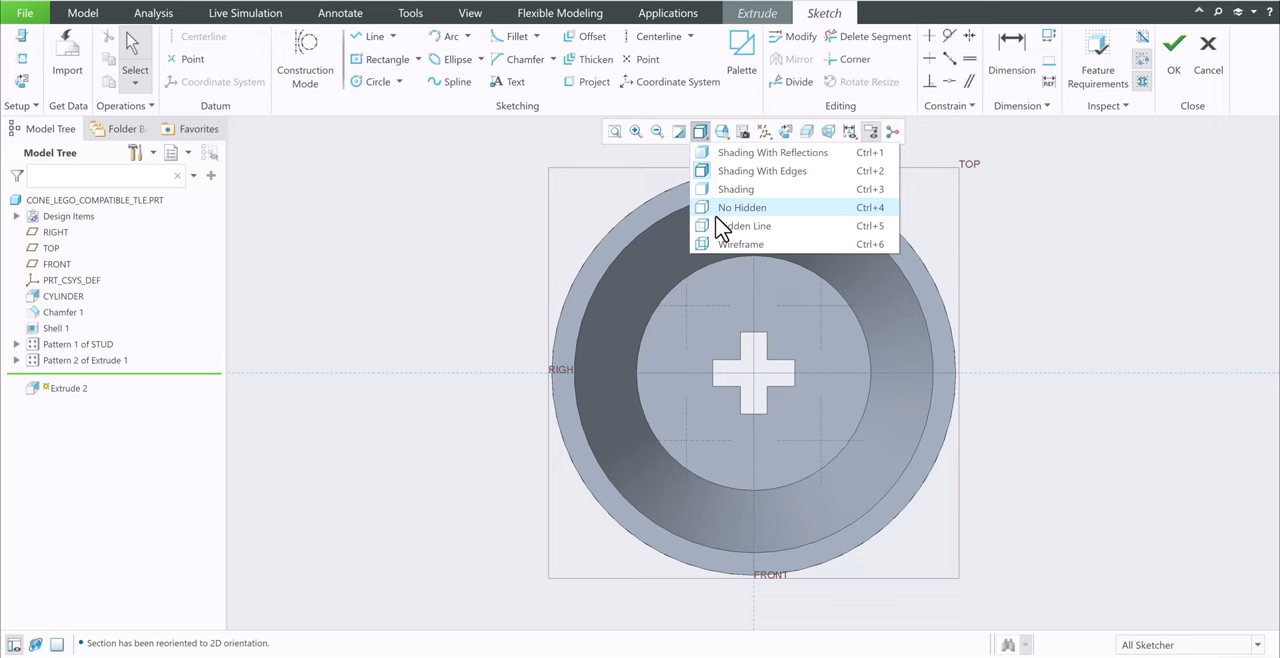 File Model Analysis Live Simulation Annotate Tools View Flexible Modeling Applications Extrude Sketch
Centerline Line Arc Fillet Offset Centerline Modify Delete Segment
Point Rectangle Ellipse Chamfer Thicken Point Mirror Corner
Import Select Construction Mode Palette Dimension Feature Requirements OK Cancel
Coordinate System Circle Spline Text Project Coordinate System Divide Rotate Resize
Setup Get Data Operations Datum Sketching Editing Constrain Dimension Inspect Close
Model Tree Folder B Favorites
Model Tree
CONE_LEGO_COMPATIBLE_TLE.PRT
Design Items
RIGHT
TOP
FRONT
PRT_CSYS_DEF
CYLINDER
Chamfer 1
Shell 1
Pattern 1 of STUD
Pattern 2 of Extrude 1
Extrude 2
Shading With Reflections Ctrl+1
Shading With Edges Ctrl+2
Shading Ctrl+3
No Hidden Ctrl+4
idden Line Ctrl+5
Wireframe Ctrl+6
TOP
RIGH
FRONT
Section has been reoriented to 2D orientation.
All Sketcher